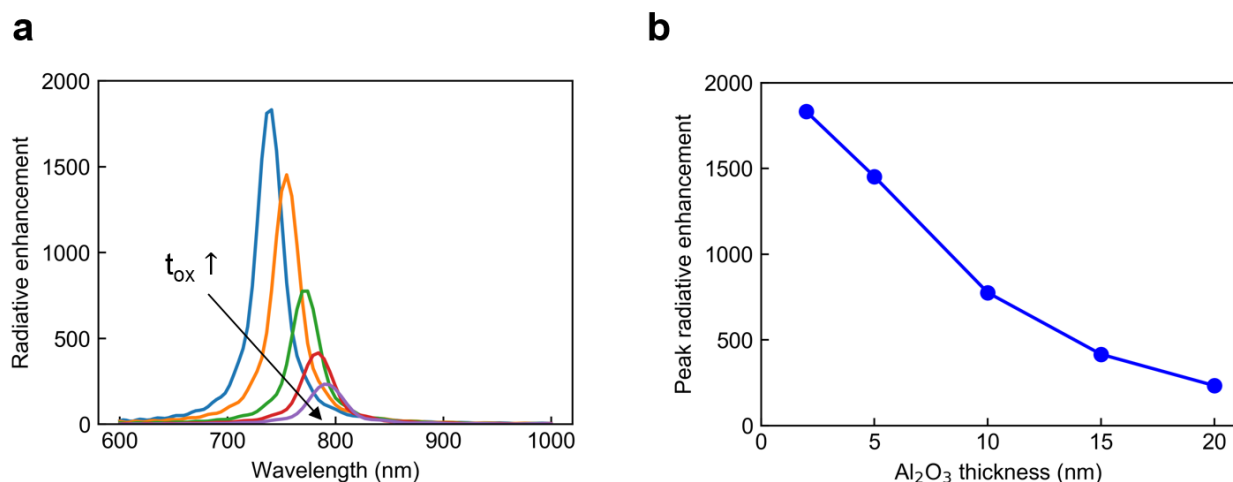 a
2000
1500
1000
500
0
Radiative enhancement
tox ↑
600 700 800 900 1000
Wavelength (nm)
b
2000
1500
1000
500
0
Peak radiative enhancement
0 5 10 15 20
Al₂O₃ thickness (nm)